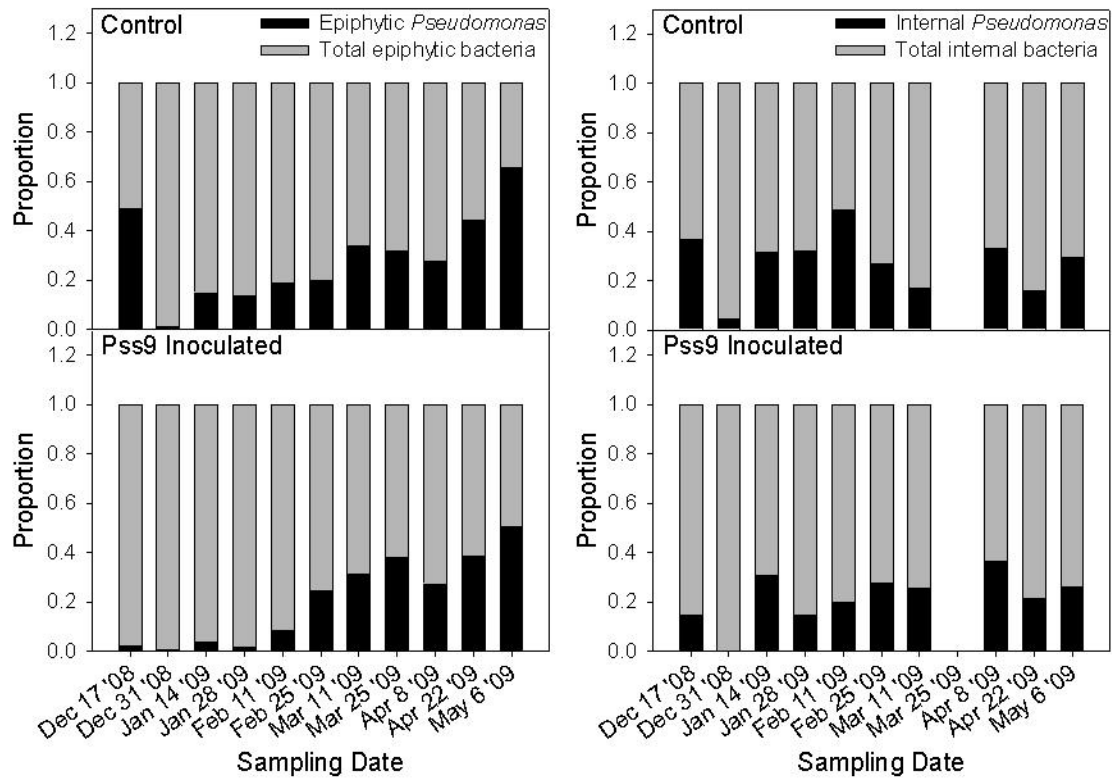 Control
Epiphytic Pseudomonas
Total epiphytic bacteria
Proportion
1.2
1.0
0.8
0.6
0.4
0.2
0.0
Control
Internal Pseudomonas
Total internal bacteria
Proportion
1.2
1.0
0.8
0.6
0.4
0.2
0.0
Pss9 Inoculated
Proportion
1.2
1.0
0.8
0.6
0.4
0.2
0.0
Dec 17 '08
Dec 31 '08
Jan 14 '09
Jan 28 '09
Feb 11 '09
Feb 25 '09
Mar 11 '09
Mar 25 '09
Apr 8 '09
Apr 22 '09
May 6 '09
Sampling Date
Pss9 Inoculated
Proportion
1.2
1.0
0.8
0.6
0.4
0.2
0.0
Dec 17 '08
Dec 31 '08
Jan 14 '09
Jan 28 '09
Feb 11 '09
Feb 25 '09
Mar 11 '09
Mar 25 '09
Apr 8 '09
Apr 22 '09
May 6 '09
Sampling Date